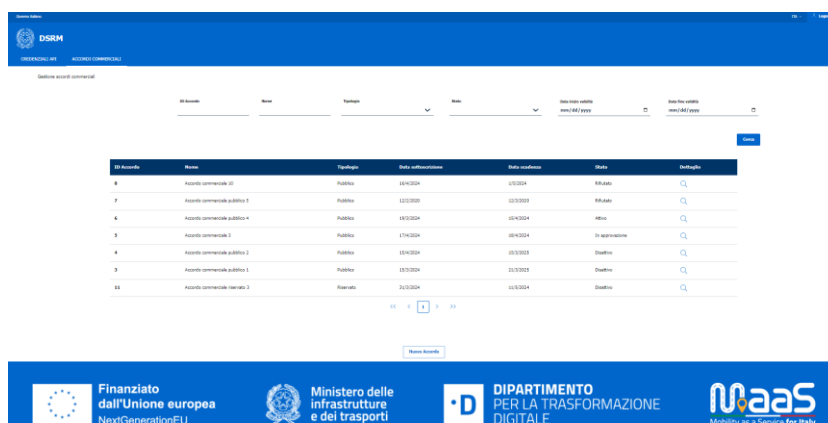 Dominio italiano
ITA
Login
DSRM
CREDENZIALI API ACCORDI COMMERCIALI
Gestione accordi commerciali
ID Accordo Nome Tipologia Stato Data inizio validità Data fine validità
mm/dd/yyyy mm/dd/yyyy
Cerca
ID Accordo Nome Tipologia Data sottoscrizione Data scadenza Stato Dettaglio
8 Accordo commerciale 10 Pubblico 16/4/2024 1/5/2024 Rifiutato
7 Accordo commerciale pubblico 5 Pubblico 12/2/2020 12/3/2020 Rifiutato
6 Accordo commerciale pubblico 4 Pubblico 19/3/2024 10/4/2024 Attivo
5 Accordo commerciale 3 Pubblico 17/4/2024 18/4/2024 In approvazione
4 Accordo commerciale pubblico 2 Pubblico 15/4/2024 10/3/2025 Disattivo
3 Accordo commerciale pubblico 1 Pubblico 15/3/2024 21/3/2025 Disattivo
11 Accordo commerciale riservato 3 Riservato 31/3/2024 11/5/2024 Disattivo
<< < 1 > >>
Nuovo Accordo
Finanziato
dall'Unione europea
NextGenerationEU
Ministero delle
infrastrutture
e dei trasporti
DIPARTIMENTO
PER LA TRASFORMAZIONE
DIGITALE
MaaS
Mobility as a Service for Italy